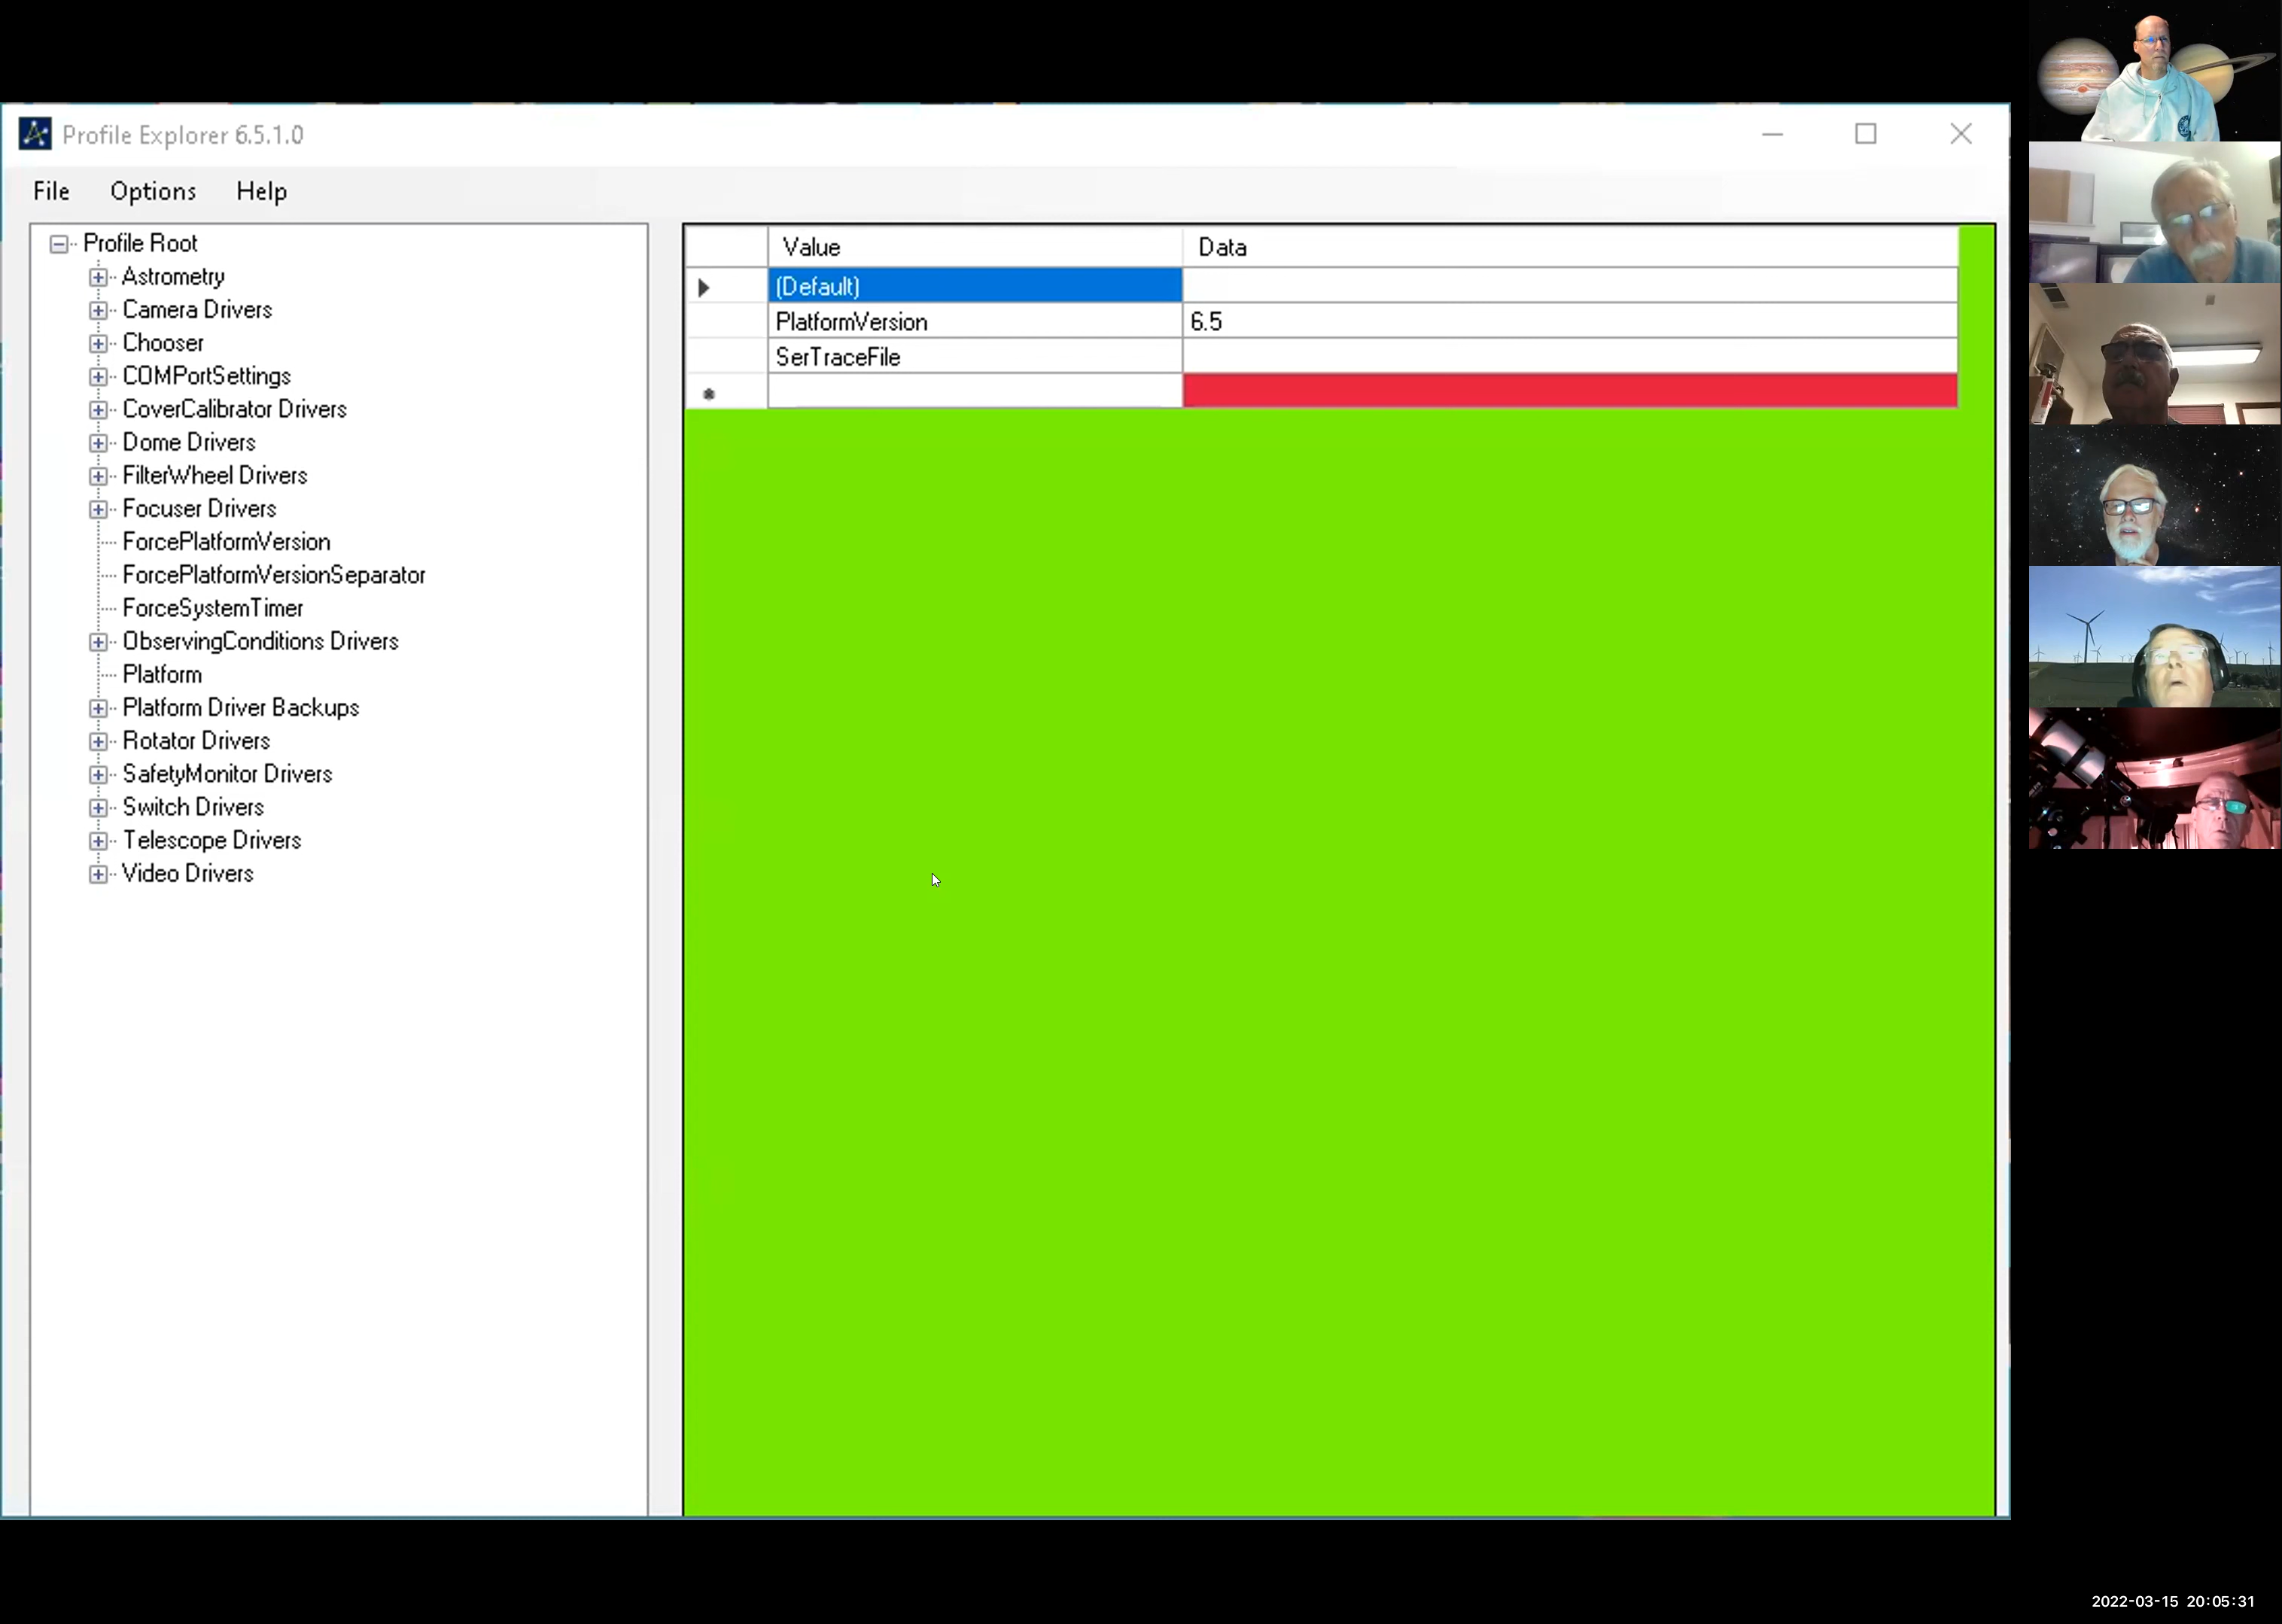 Profile Explorer 6.5.1.0
File Options Help
Profile Root
Astrometry
Camera Drivers
Chooser
COMPortSettings
CoverCalibrator Drivers
Dome Drivers
FilterWheel Drivers
Focuser Drivers
ForcePlatformVersion
ForcePlatformVersionSeparator
ForceSystemTimer
ObservingConditions Drivers
Platform
Platform Driver Backups
Rotator Drivers
SafetyMonitor Drivers
Switch Drivers
Telescope Drivers
Video Drivers
Value Data
(Default)
PlatformVersion 6.5
SerTraceFile
2022-03-15 20:05:31